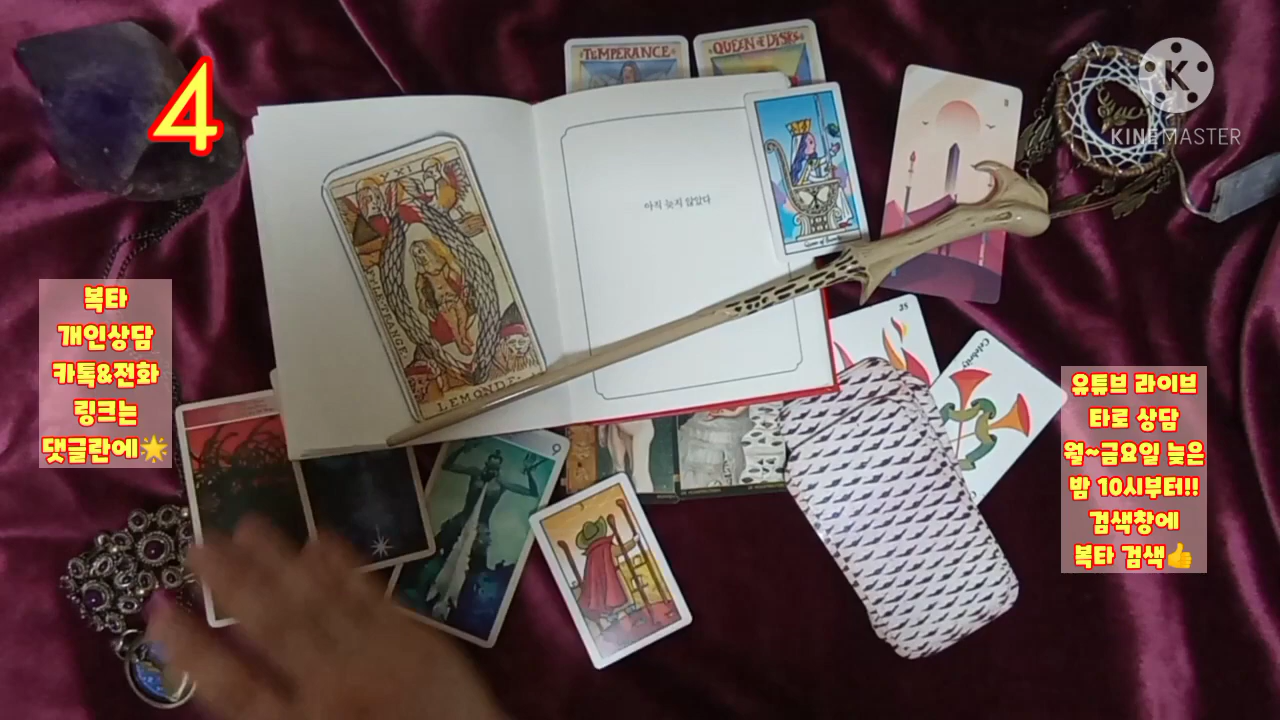 4
TEMPERANCE
QUEEN of DISKS
KINEMASTER
XXI
LE MONDE
아직 늦지 않았다
복타
개인상담
카톡&전화
링크는
댓글란에🌟
Celebrity
유튜브 라이브
타로 상담
월~금요일 늦은
밤 10시부터!!
검색창에
복타 검색👍